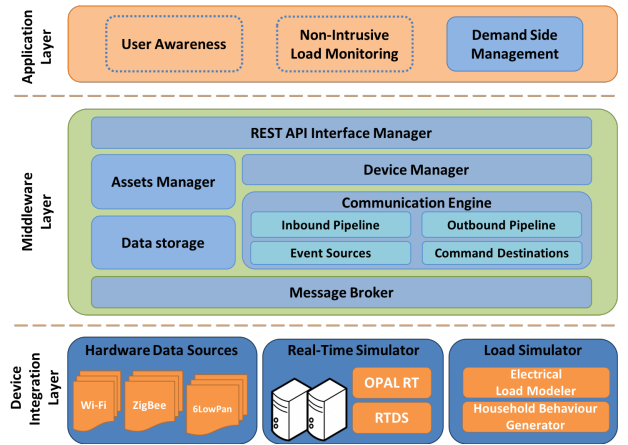 Application
Layer
User Awareness
Non-Intrusive
Load Monitoring
Demand Side
Management
Middleware
Layer
REST API Interface Manager
Assets Manager
Device Manager
Data storage
Communication Engine
Inbound Pipeline
Outbound Pipeline
Event Sources
Command Destinations
Message Broker
Device
Integration
Layer
Hardware Data Sources
Wi-Fi
ZigBee
6LowPan
Real-Time Simulator
OPAL RT
RTDS
Load Simulator
Electrical
Load Modeler
Household Behaviour
Generator